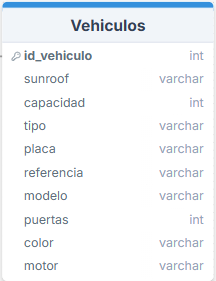 Vehiculos
id_vehiculo int
sunroof varchar
capacidad int
tipo varchar
placa varchar
referencia varchar
modelo varchar
puertas int
color varchar
motor varchar